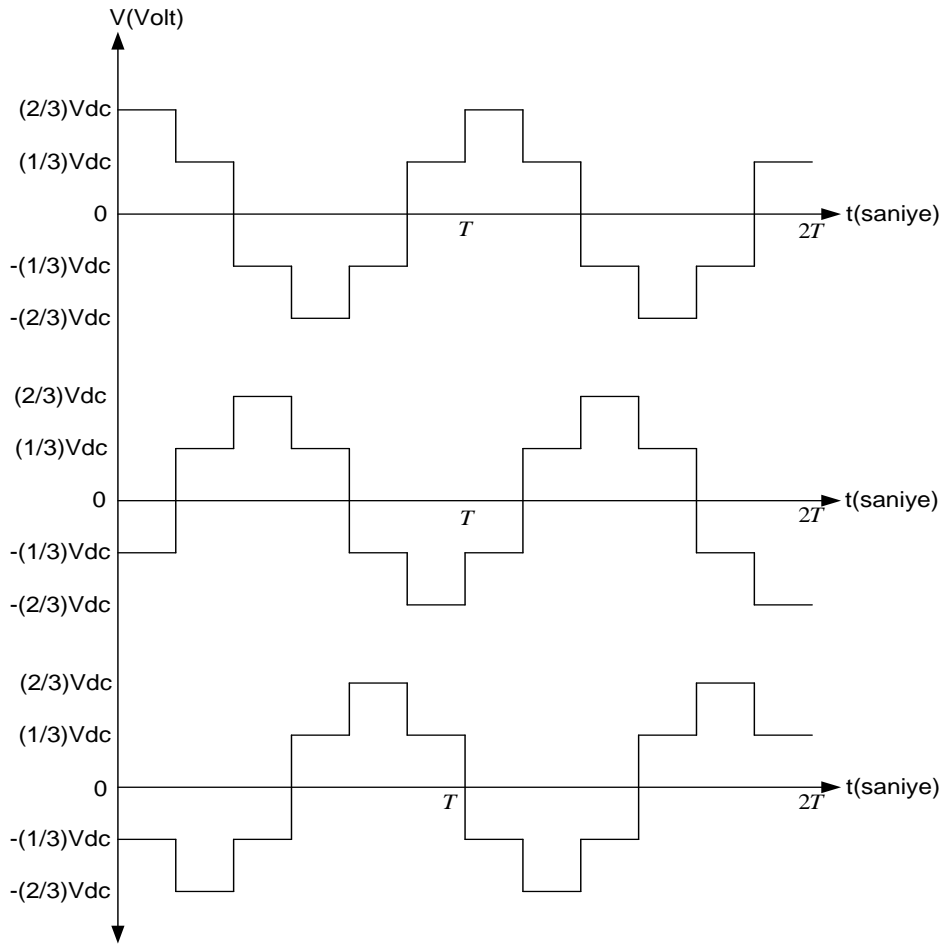 V(Volt)
(2/3)Vdc
(1/3)Vdc
0
T
2T
t(saniye)
-(1/3)Vdc
-(2/3)Vdc
(2/3)Vdc
(1/3)Vdc
0
T
2T
t(saniye)
-(1/3)Vdc
-(2/3)Vdc
(2/3)Vdc
(1/3)Vdc
0
T
2T
t(saniye)
-(1/3)Vdc
-(2/3)Vdc